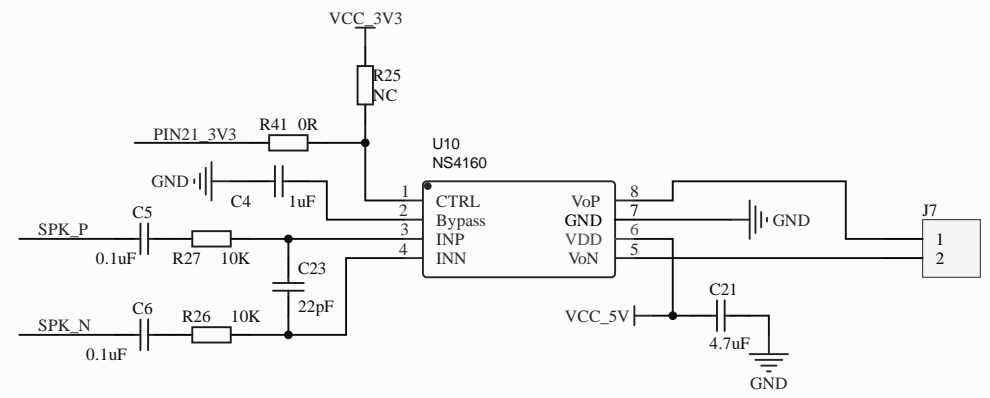 VCC_3V3
R25
NC
R41 0R
PIN21_3V3
U10
NS4160
GND
C4
1uF
1
CTRL
VoP
8
2
Bypass
GND
7
GND
3
INP
VDD
6
4
INN
VoN
5
J7
1
2
C5
SPK_P
0.1uF
R27
10K
C23
22pF
C6
SPK_N
0.1uF
R26
10K
VCC_5V
C21
4.7uF
GND